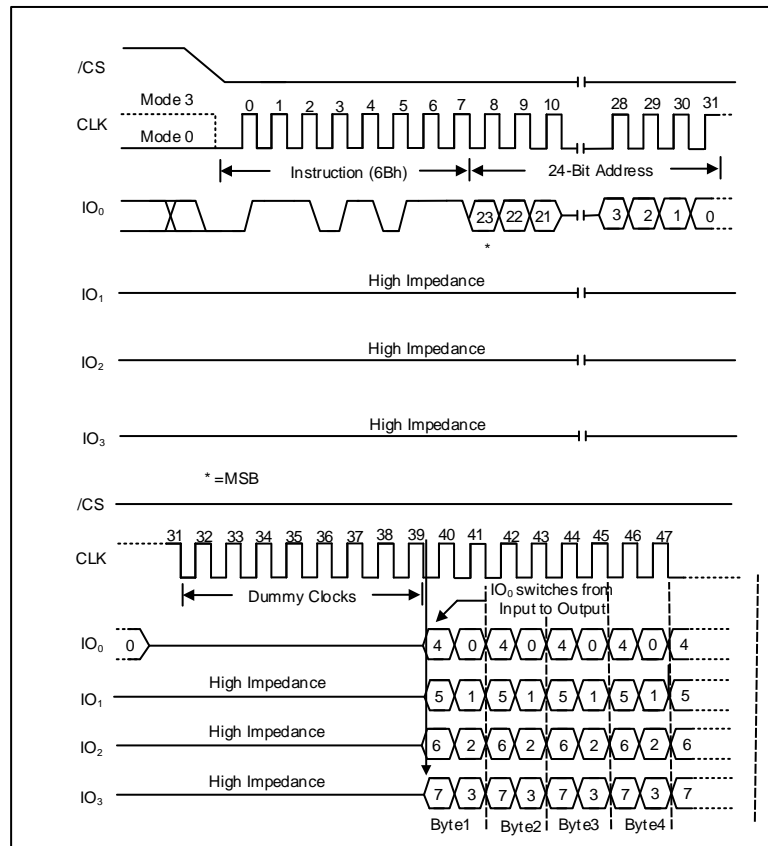 /CS
Mode 3
CLK
Mode 0
0 1 2 3 4 5 6 7 8 9 10 28 29 30 31
Instruction (6Bh) 24-Bit Address
IO0 23 22 21 3 2 1 0
*
High Impedance
IO1
High Impedance
IO2
High Impedance
IO3
* =MSB
/CS
31 32 33 34 35 36 37 38 39 40 41 42 43 44 45 46 47
CLK
Dummy Clocks
IO0 switches from
Input to Output
IO0 0 4 0 4 0 4 0 4 0 4
IO1 High Impedance 5 1 5 1 5 1 5 1 5
IO2 High Impedance 6 2 6 2 6 2 6 2 6
IO3 High Impedance 7 3 7 3 7 3 7 3 7
Byte1 Byte2 Byte3 Byte4